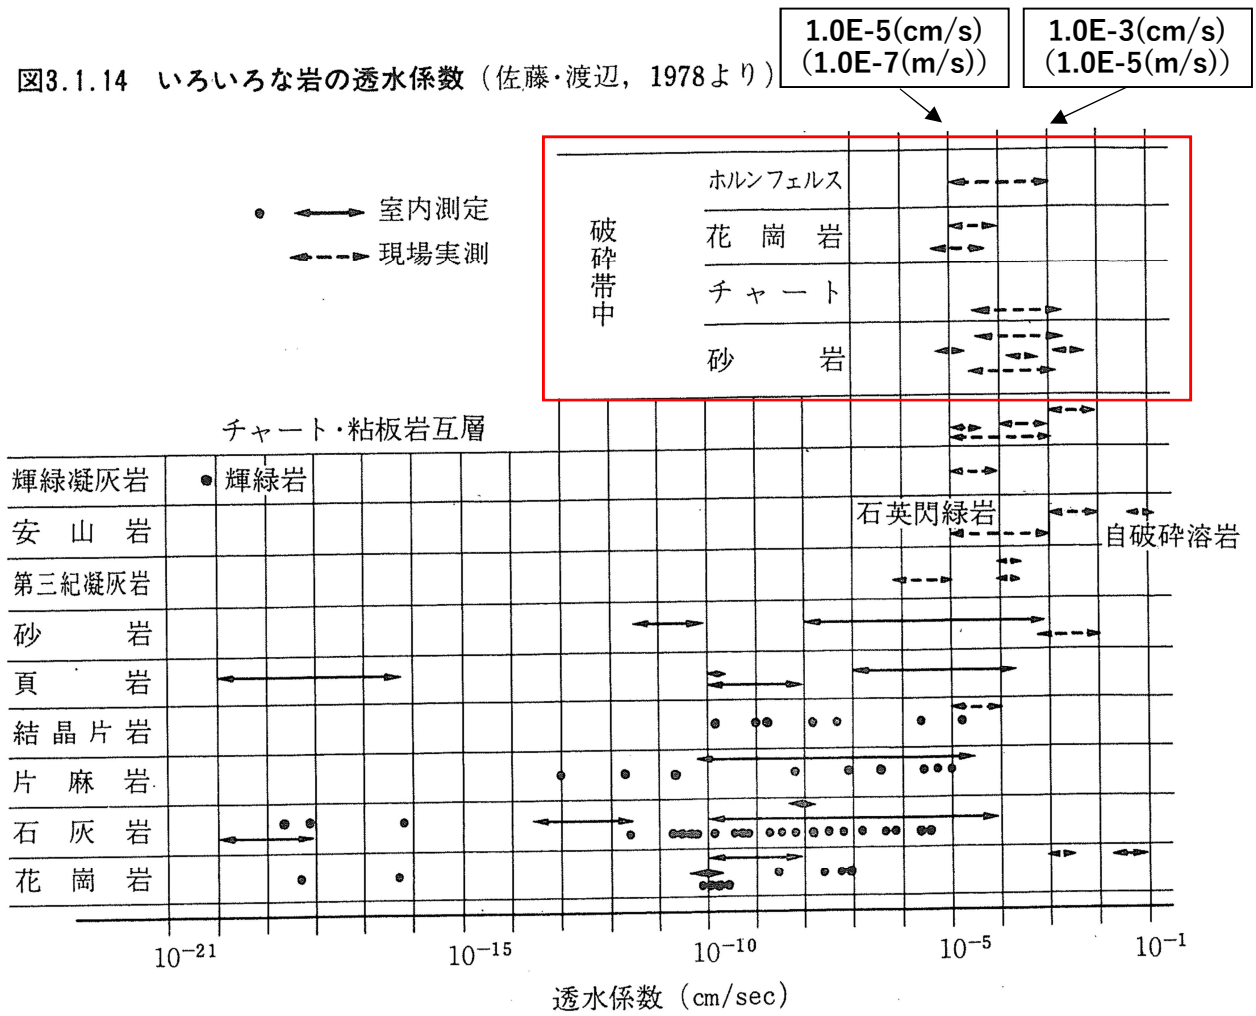 1.0E-5(cm/s)
(1.0E-7(m/s))
1.0E-3(cm/s)
(1.0E-5(m/s))
図3.1.14 いろいろな岩の透水係数（佐藤・渡辺，1978より）
室内測定
現場実測
破砕帯中
ホルンフェルス
花崗岩
チャート
砂岩
チャート・粘板岩互層
輝緑凝灰岩
輝緑岩
安山岩
石英閃緑岩
自破砕溶岩
第三紀凝灰岩
砂岩
頁岩
結晶片岩
片麻岩
石灰岩
花崗岩
10−21
10−15
10−10
10−5
10−1
透水係数（cm/sec）